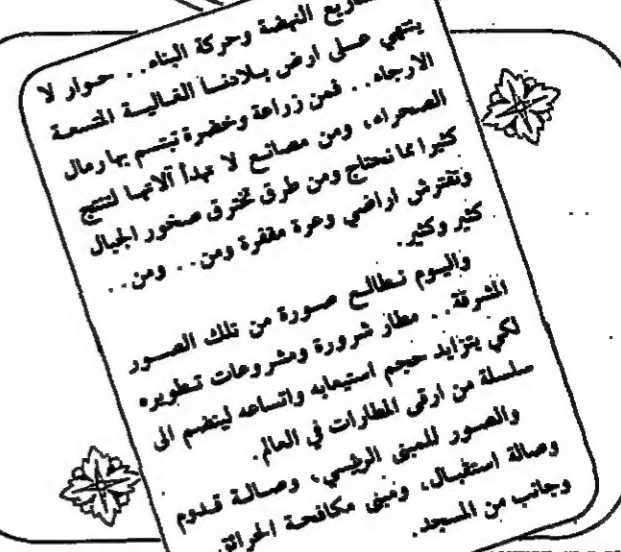 ـاريع النهضة وحركة البناء.. حوار لا
ينتهي على ارض بلادنا الغالية المتسعة
الارجاء.. فمن زراعة وخضرة تبتسم بها رمال
الصحراء، ومن مصانع لا تهدأ آلاتها لتنتج
كثيرا مما نحتاج ومن طرق تخترق صخور الجبال
وتفترش اراضي وعرة مقفرة ومن.. ومن..
كثير وكثير.
واليوم نطالع صورة من تلك الصور
المشرقة.. مطار شرورة ومشروعات تطويره
لكي يتزايد حجم استيعابه واتساعه لينضم الى
سلسلة من ارقى المطارات في العالم.
والصور للمبنى الرئيسي، وصالة قدوم
وصالة استقبال، ومبنى مكافحة الحرائق
وجانب من المسجد.